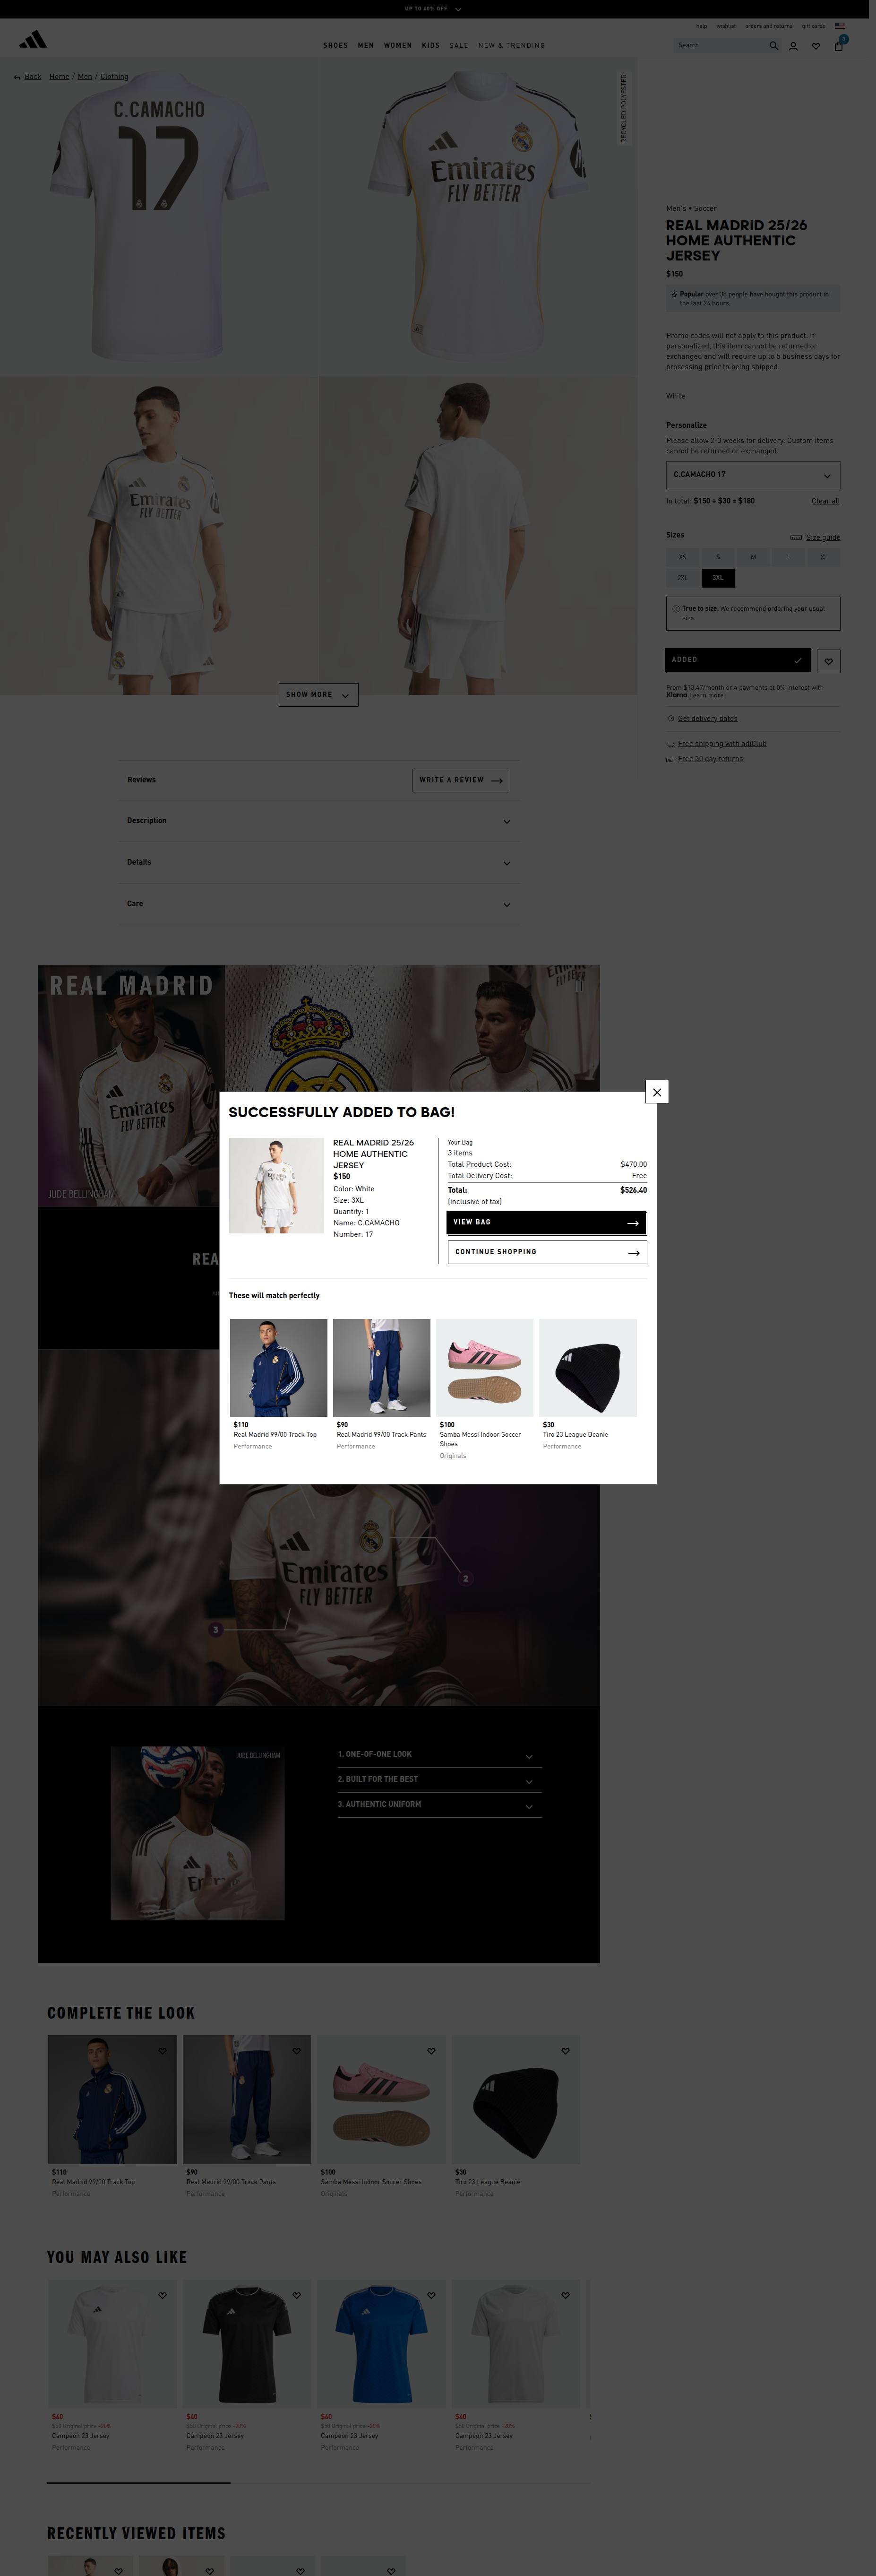 UP TO 40% OFF
help
wishlist
orders and returns
gift cards
SHOES MEN WOMEN KIDS SALE NEW & TRENDING
Search
3
Back Home / Men / Clothing
C.CAMACHO
17
Emirates
FLY BETTER
RECYCLED POLYESTER
Emirates
FLY BETTER
SHOW MORE
Men's • Soccer
REAL MADRID 25/26
HOME AUTHENTIC
JERSEY
$150
Popular over 38 people have bought this product in
the last 24 hours.
Promo codes will not apply to this product. If
personalized, this item cannot be returned or
exchanged and will require up to 5 business days for
processing prior to being shipped.
White
Personalize
Please allow 2-3 weeks for delivery. Custom items
cannot be returned or exchanged.
C.CAMACHO 17
In total: $150 + $30 = $180
Clear all
Sizes
Size guide
XS S M L XL
2XL 3XL
True to size. We recommend ordering your usual
size.
ADDED
From $13.47/month or 4 payments at 0% interest with
Klarna Learn more
Get delivery dates
Free shipping with adiClub
Free 30 day returns
Reviews
WRITE A REVIEW
Description
Details
Care
REAL MADRID
Emirates
FLY BETTER
JUDE BELLINGHAM
REA
SUCCESSFULLY ADDED TO BAG!
REAL MADRID 25/26
HOME AUTHENTIC
JERSEY
$150
Color: White
Size: 3XL
Quantity: 1
Name: C.CAMACHO
Number: 17
Your Bag
3 items
Total Product Cost: $470.00
Total Delivery Cost: Free
Total: $526.40
(inclusive of tax)
VIEW BAG
CONTINUE SHOPPING
These will match perfectly
$110
Real Madrid 99/00 Track Top
Performance
$90
Real Madrid 99/00 Track Pants
Performance
$100
Samba Messi Indoor Soccer
Shoes
Originals
$30
Tiro 23 League Beanie
Performance
Emirates
FLY BETTER
2
3
JUDE BELLINGHAM
1. ONE-OF-ONE LOOK
2. BUILT FOR THE BEST
3. AUTHENTIC UNIFORM
COMPLETE THE LOOK
$110
Real Madrid 99/00 Track Top
Performance
$90
Real Madrid 99/00 Track Pants
Performance
$100
Samba Messi Indoor Soccer Shoes
Originals
$30
Tiro 23 League Beanie
Performance
YOU MAY ALSO LIKE
$40
$50 Original price -20%
Campeon 23 Jersey
Performance
$40
$50 Original price -20%
Campeon 23 Jersey
Performance
$40
$50 Original price -20%
Campeon 23 Jersey
Performance
$40
$50 Original price -20%
Campeon 23 Jersey
Performance
RECENTLY VIEWED ITEMS